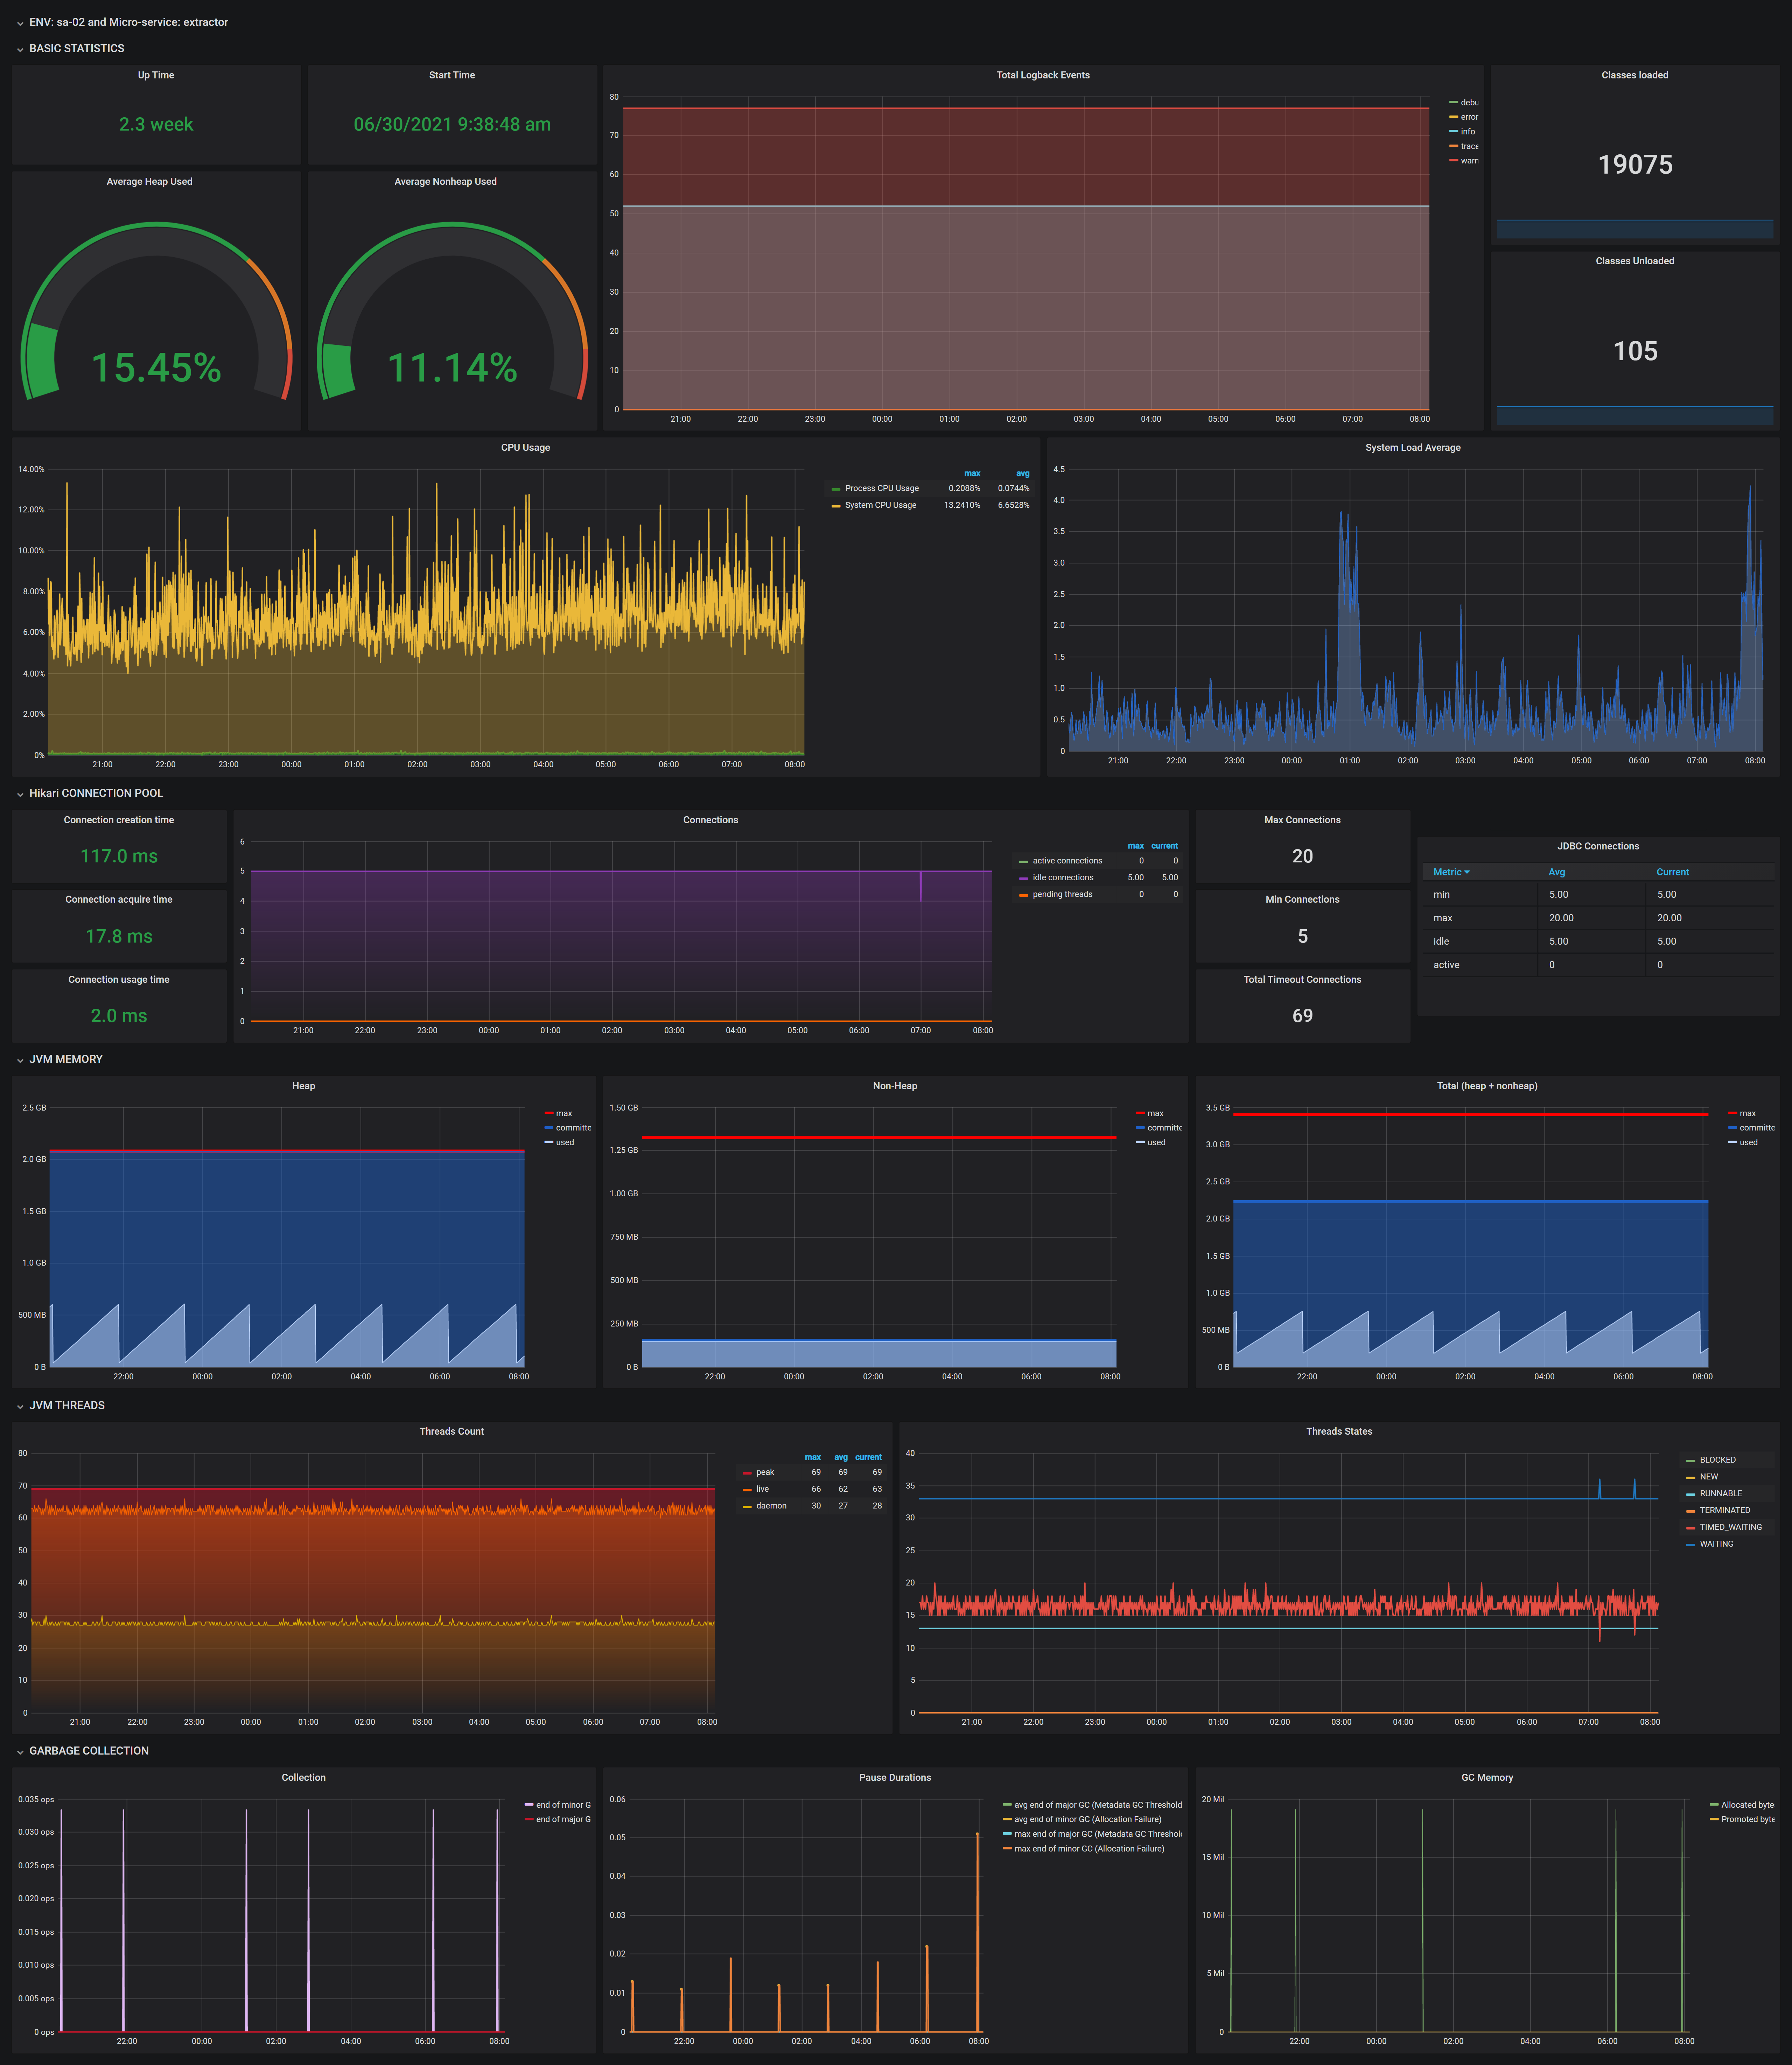 ENV: sa-02 and Micro-service: extractor
BASIC STATISTICS
Up Time
2.3 week
Start Time
06/30/2021 9:38:48 am
Average Heap Used
15.45%
Average Nonheap Used
11.14%
Total Logback Events
80
70
60
50
40
30
20
10
0
21:00 22:00 23:00 00:00 01:00 02:00 03:00 04:00 05:00 06:00 07:00 08:00
debu
error
info
trace
warn
Classes loaded
19075
Classes Unloaded
105
CPU Usage
14.00%
12.00%
10.00%
8.00%
6.00%
4.00%
2.00%
0%
21:00 22:00 23:00 00:00 01:00 02:00 03:00 04:00 05:00 06:00 07:00 08:00
max avg
Process CPU Usage 0.2088% 0.0744%
System CPU Usage 13.2410% 6.6528%
System Load Average
4.5
4.0
3.5
3.0
2.5
2.0
1.5
1.0
0.5
0
21:00 22:00 23:00 00:00 01:00 02:00 03:00 04:00 05:00 06:00 07:00 08:00
Hikari CONNECTION POOL
Connection creation time
117.0 ms
Connection acquire time
17.8 ms
Connection usage time
2.0 ms
Connections
6
5
4
3
2
1
0
21:00 22:00 23:00 00:00 01:00 02:00 03:00 04:00 05:00 06:00 07:00 08:00
max current
active connections 0 0
idle connections 5.00 5.00
pending threads 0 0
Max Connections
20
Min Connections
5
Total Timeout Connections
69
JDBC Connections
Metric Avg Current
min 5.00 5.00
max 20.00 20.00
idle 5.00 5.00
active 0 0
JVM MEMORY
Heap
2.5 GB
2.0 GB
1.5 GB
1.0 GB
500 MB
0 B
22:00 00:00 02:00 04:00 06:00 08:00
max
committe
used
Non-Heap
1.50 GB
1.25 GB
1.00 GB
750 MB
500 MB
250 MB
0 B
22:00 00:00 02:00 04:00 06:00 08:00
max
committe
used
Total (heap + nonheap)
3.5 GB
3.0 GB
2.5 GB
2.0 GB
1.5 GB
1.0 GB
500 MB
0 B
22:00 00:00 02:00 04:00 06:00 08:00
max
committe
used
JVM THREADS
Threads Count
80
70
60
50
40
30
20
10
0
21:00 22:00 23:00 00:00 01:00 02:00 03:00 04:00 05:00 06:00 07:00 08:00
max avg current
peak 69 69 69
live 66 62 63
daemon 30 27 28
Threads States
40
35
30
25
20
15
10
5
0
21:00 22:00 23:00 00:00 01:00 02:00 03:00 04:00 05:00 06:00 07:00 08:00
BLOCKED
NEW
RUNNABLE
TERMINATED
TIMED_WAITING
WAITING
GARBAGE COLLECTION
Collection
0.035 ops
0.030 ops
0.025 ops
0.020 ops
0.015 ops
0.010 ops
0.005 ops
0 ops
22:00 00:00 02:00 04:00 06:00 08:00
end of minor G
end of major G
Pause Durations
0.06
0.05
0.04
0.03
0.02
0.01
0
22:00 00:00 02:00 04:00 06:00 08:00
avg end of major GC (Metadata GC Threshold
avg end of minor GC (Allocation Failure)
max end of major GC (Metadata GC Threshol
max end of minor GC (Allocation Failure)
GC Memory
20 Mil
15 Mil
10 Mil
5 Mil
0
22:00 00:00 02:00 04:00 06:00 08:00
Allocated byte
Promoted byte